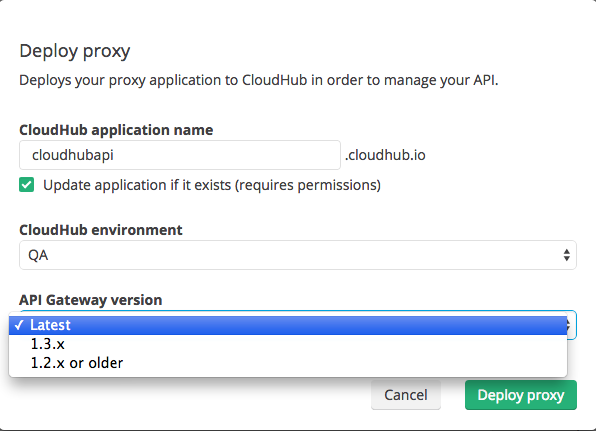 Deploy proxy
Deploys your proxy application to CloudHub in order to manage your API.
CloudHub application name
cloudhubapi .cloudhub.io
Update application if it exists (requires permissions)
CloudHub environment
QA
API Gateway version
Latest
1.3.x
1.2.x or older
Cancel Deploy proxy